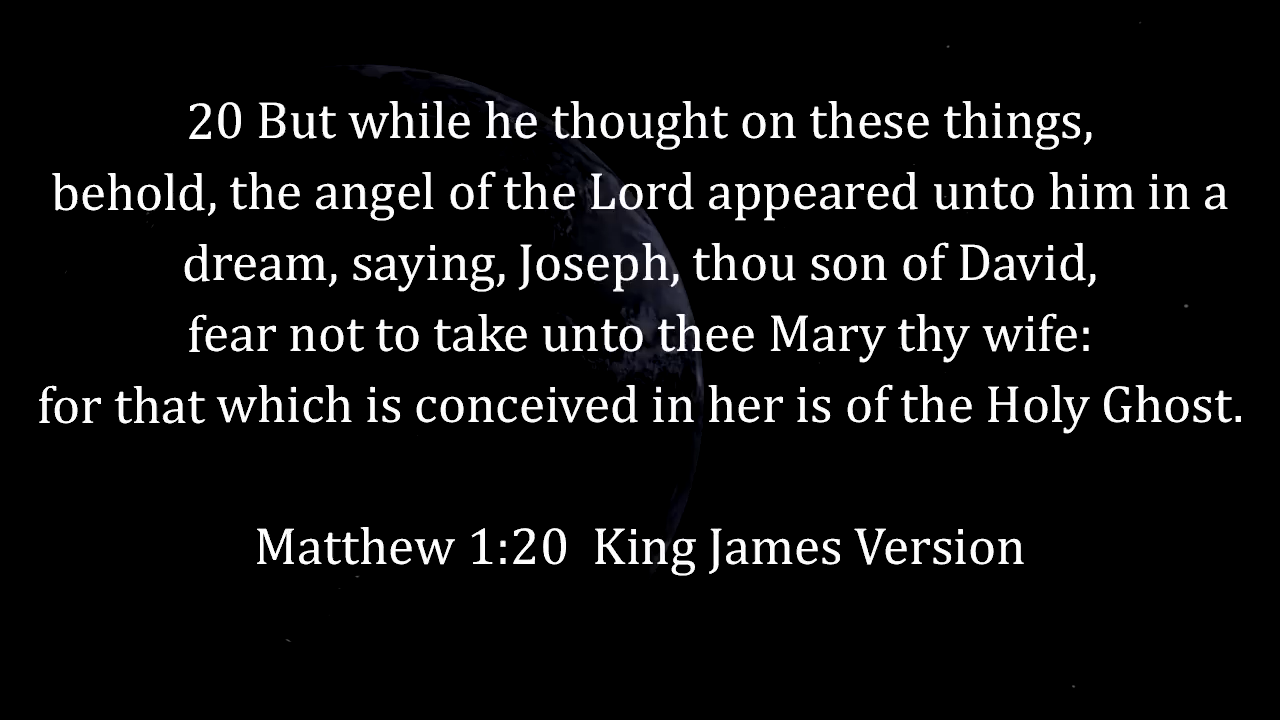 20 But while he thought on these things,
behold, the angel of the Lord appeared unto him in a
dream, saying, Joseph, thou son of David,
fear not to take unto thee Mary thy wife:
for that which is conceived in her is of the Holy Ghost.
Matthew 1:20  King James Version